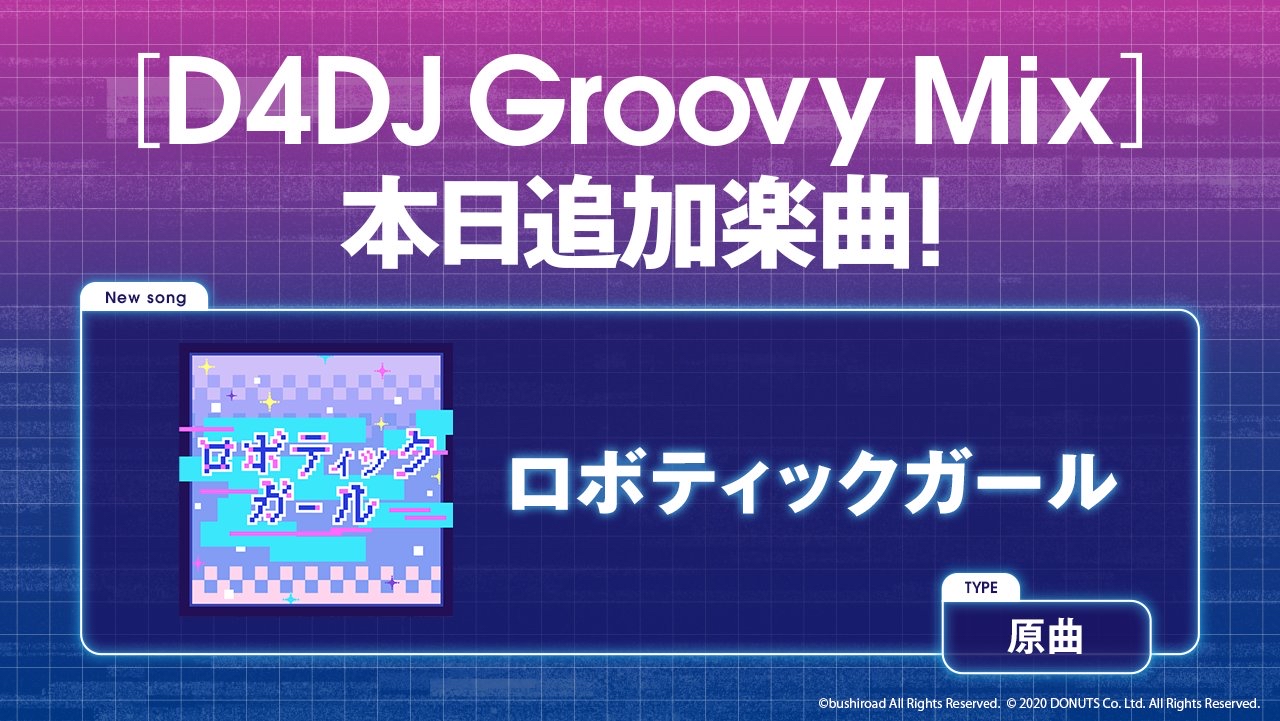 [D4DJ Groovy Mix]
本日追加楽曲!
New song
ロボティック
ガール
ロボティックガール
TYPE
原曲
©bushiroad All Rights Reserved. © 2020 DONUTS Co. Ltd. All Rights Reserved.